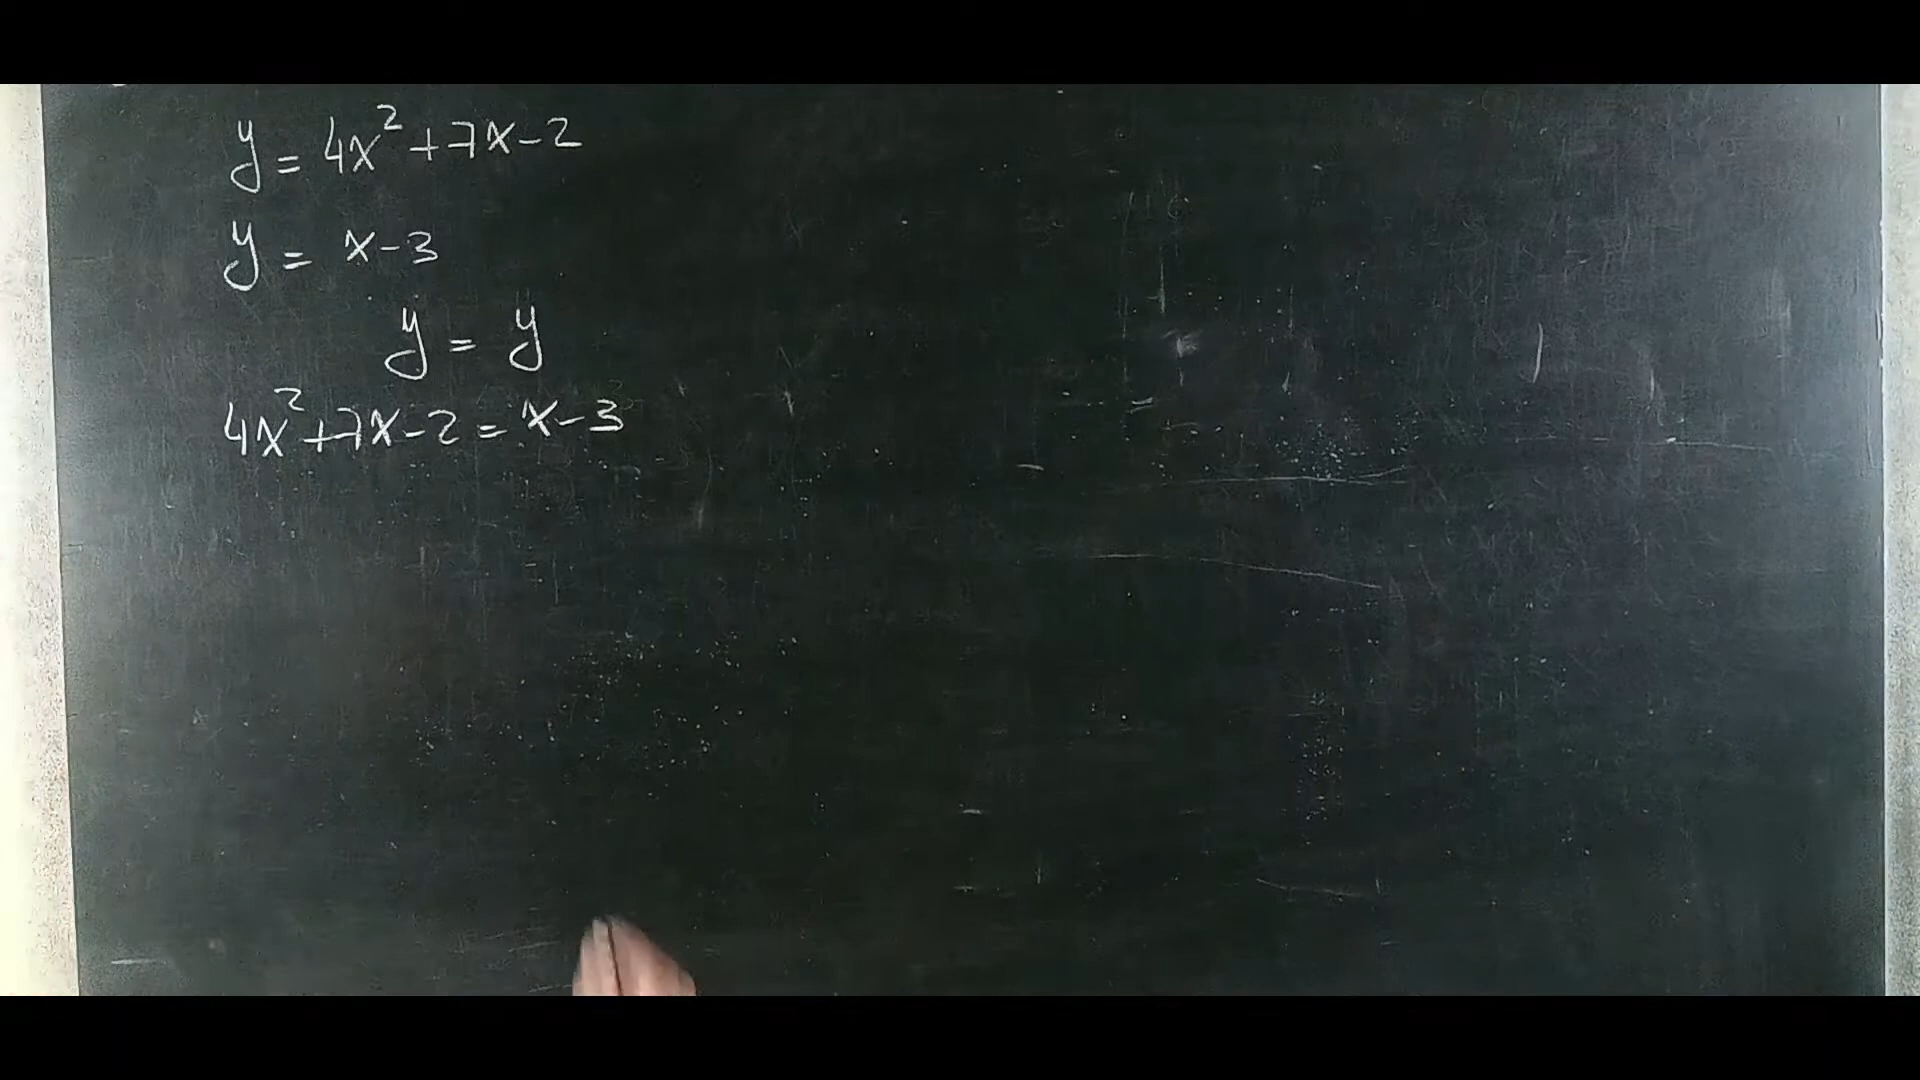 y = 4x² + 7x - 2
y = x - 3
y = y
4x² + 7x - 2 = x - 3